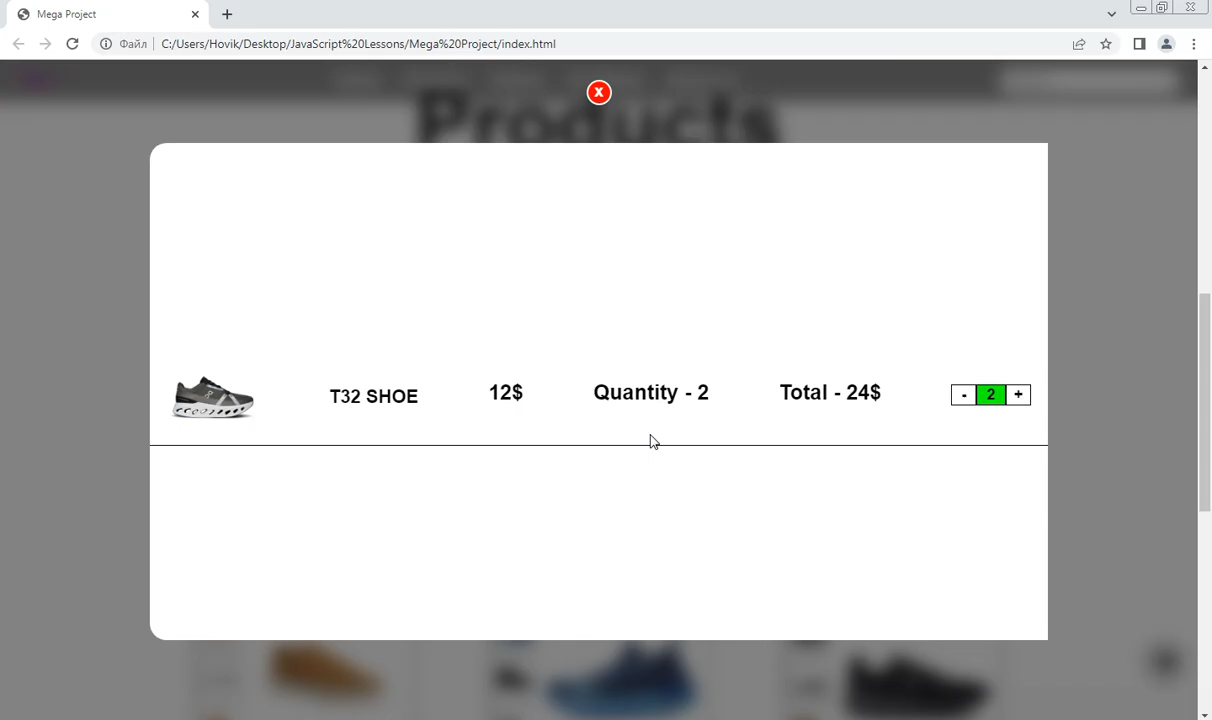 Mega Project
Файл
C:/Users/Hovik/Desktop/JavaScript%20Lessons/Mega%20Project/index.html
Products
x
T32 SHOE
12$
Quantity - 2
Total - 24$
- 2 +